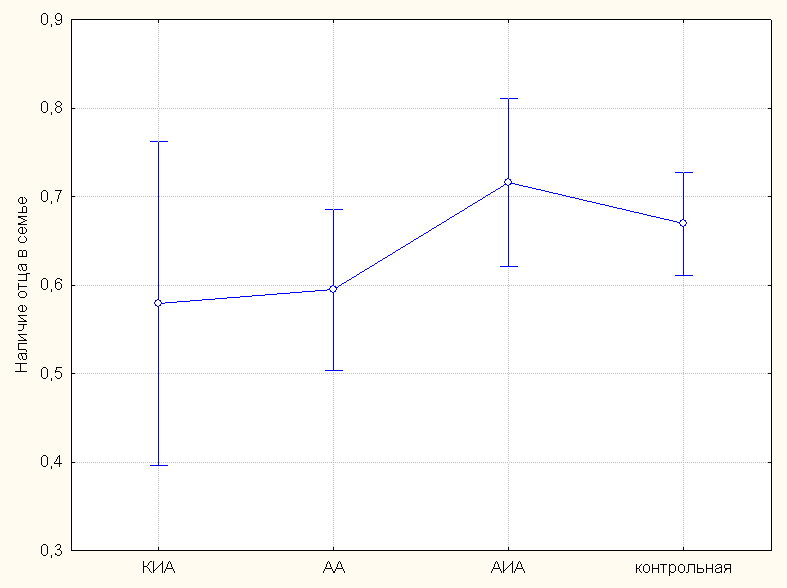 0,9
0,8
0,7
0,6
0,5
0,4
0,3
Наличие отца в семье
КИА
АА
АИА
контрольная